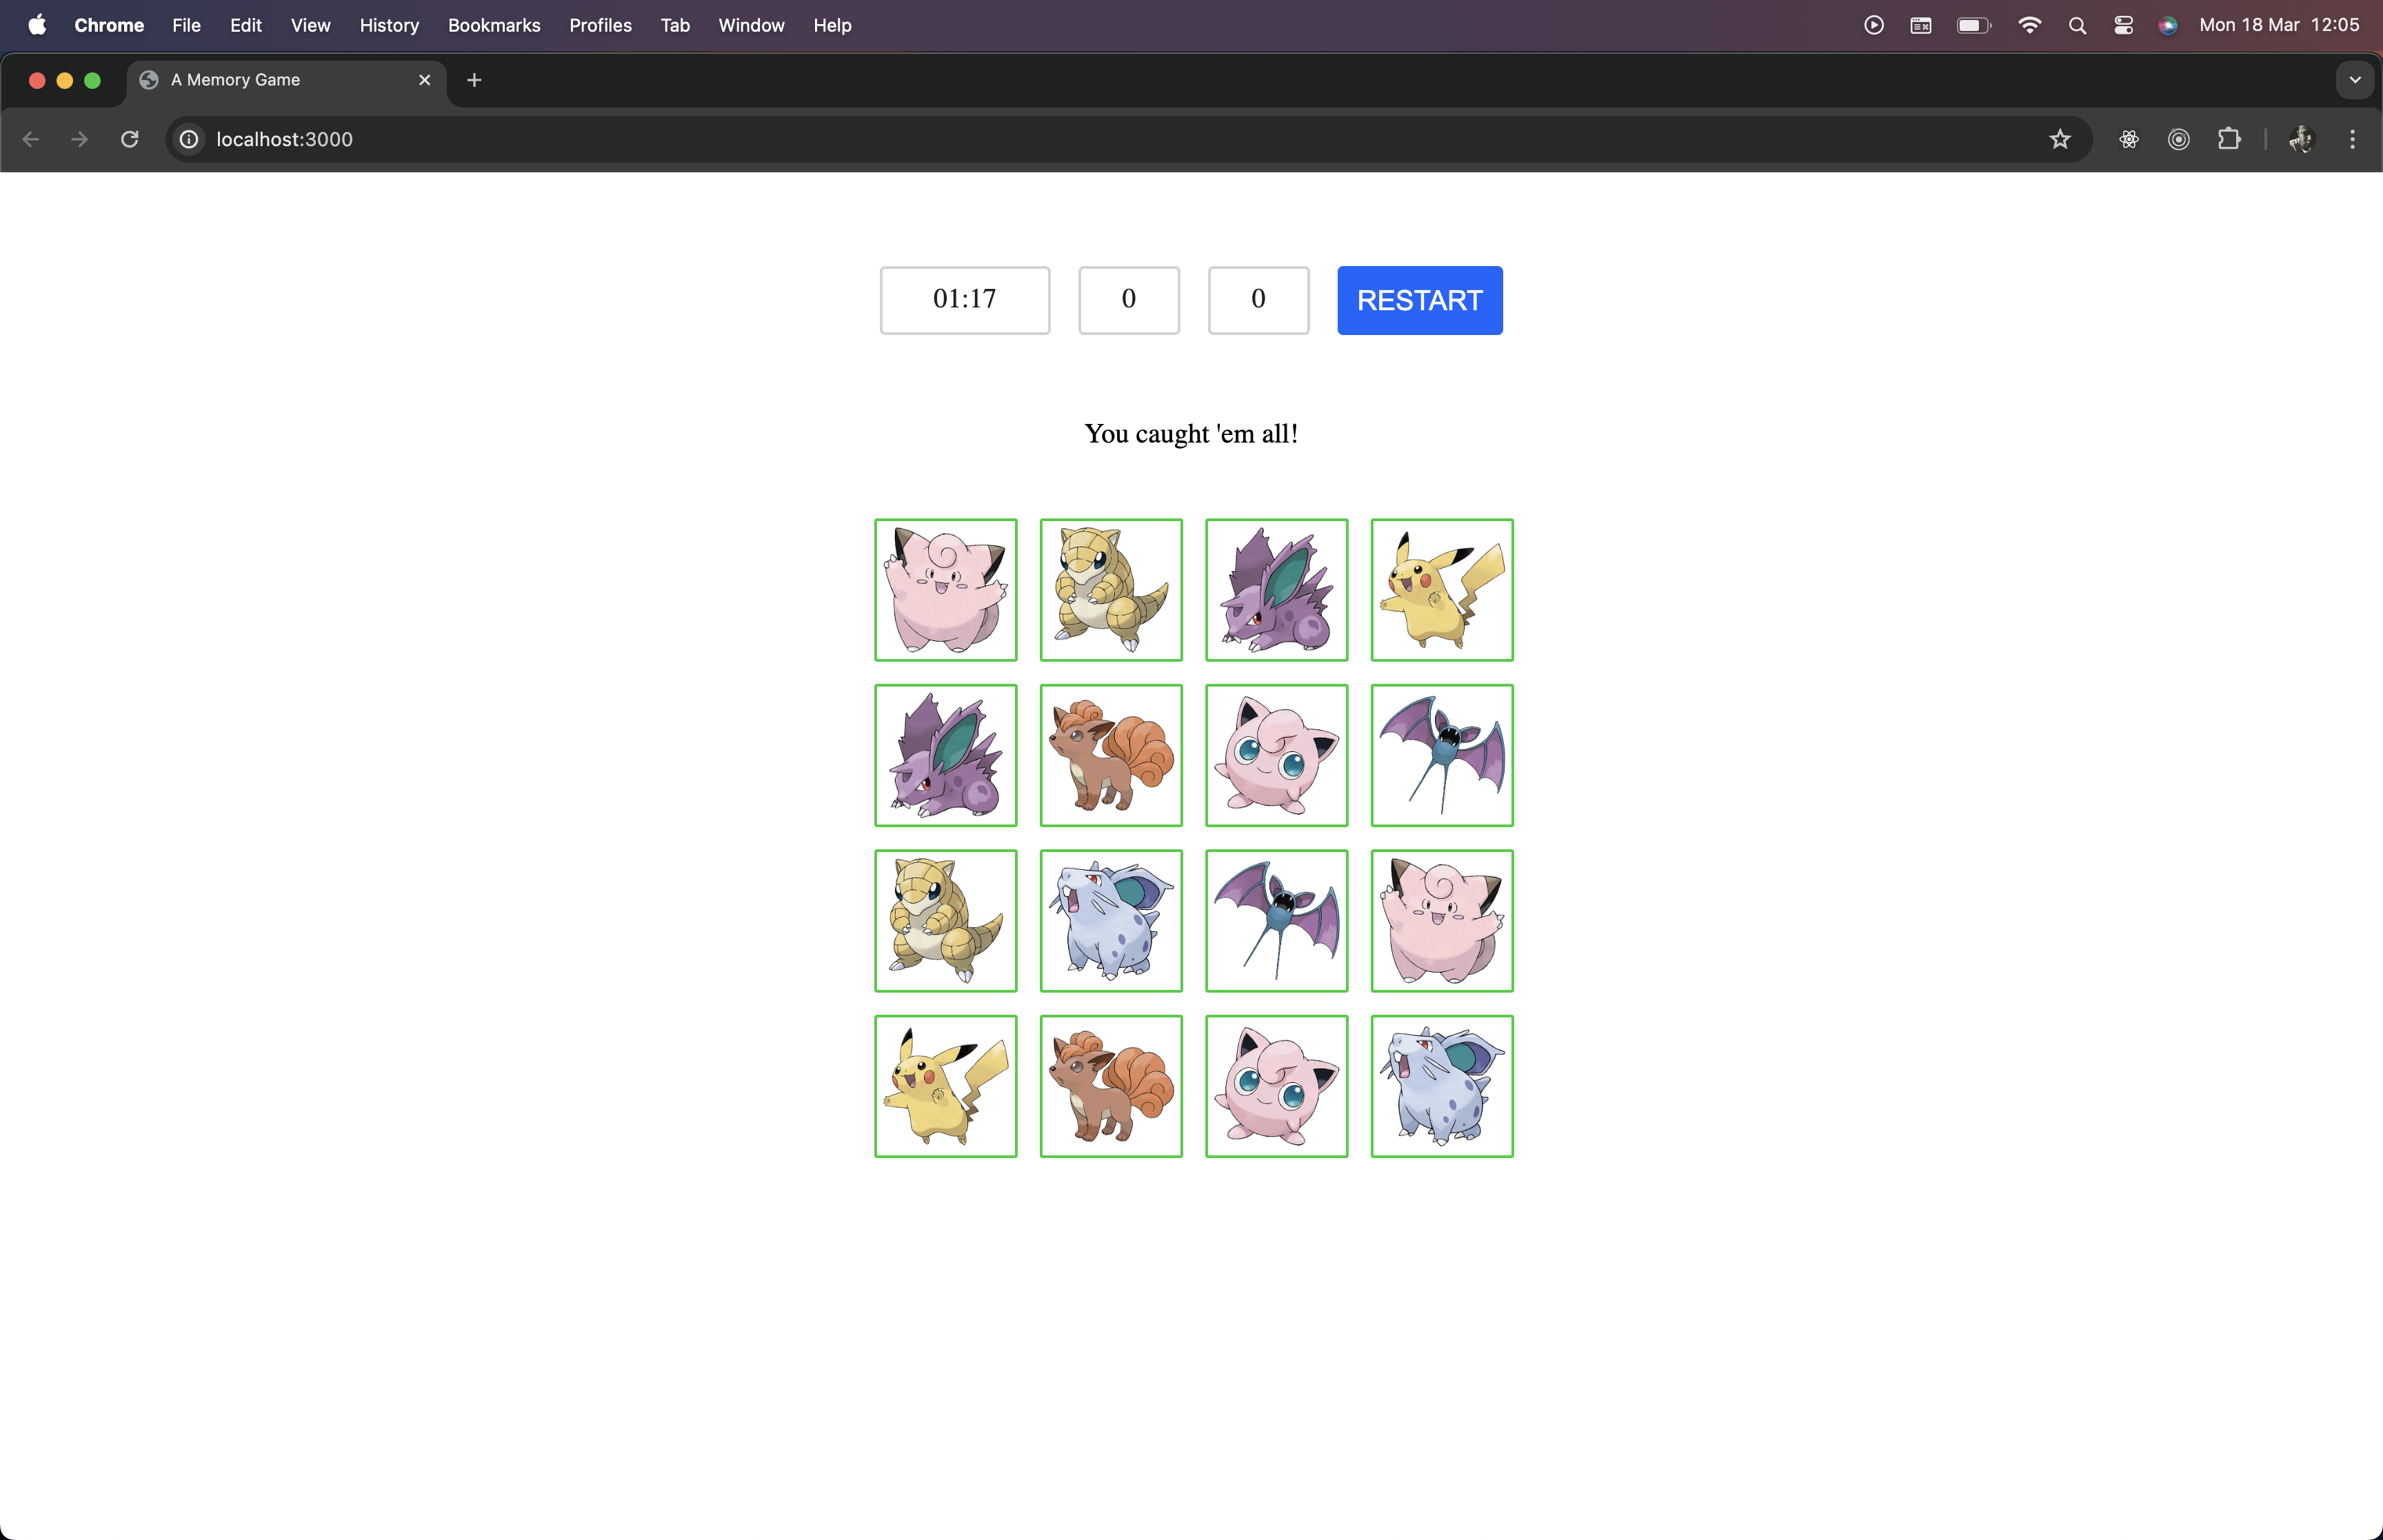 Chrome File Edit View History Bookmarks Profiles Tab Window Help Mon 18 Mar 12:05
A Memory Game
localhost:3000
01:17 0 0 RESTART
You caught 'em all!